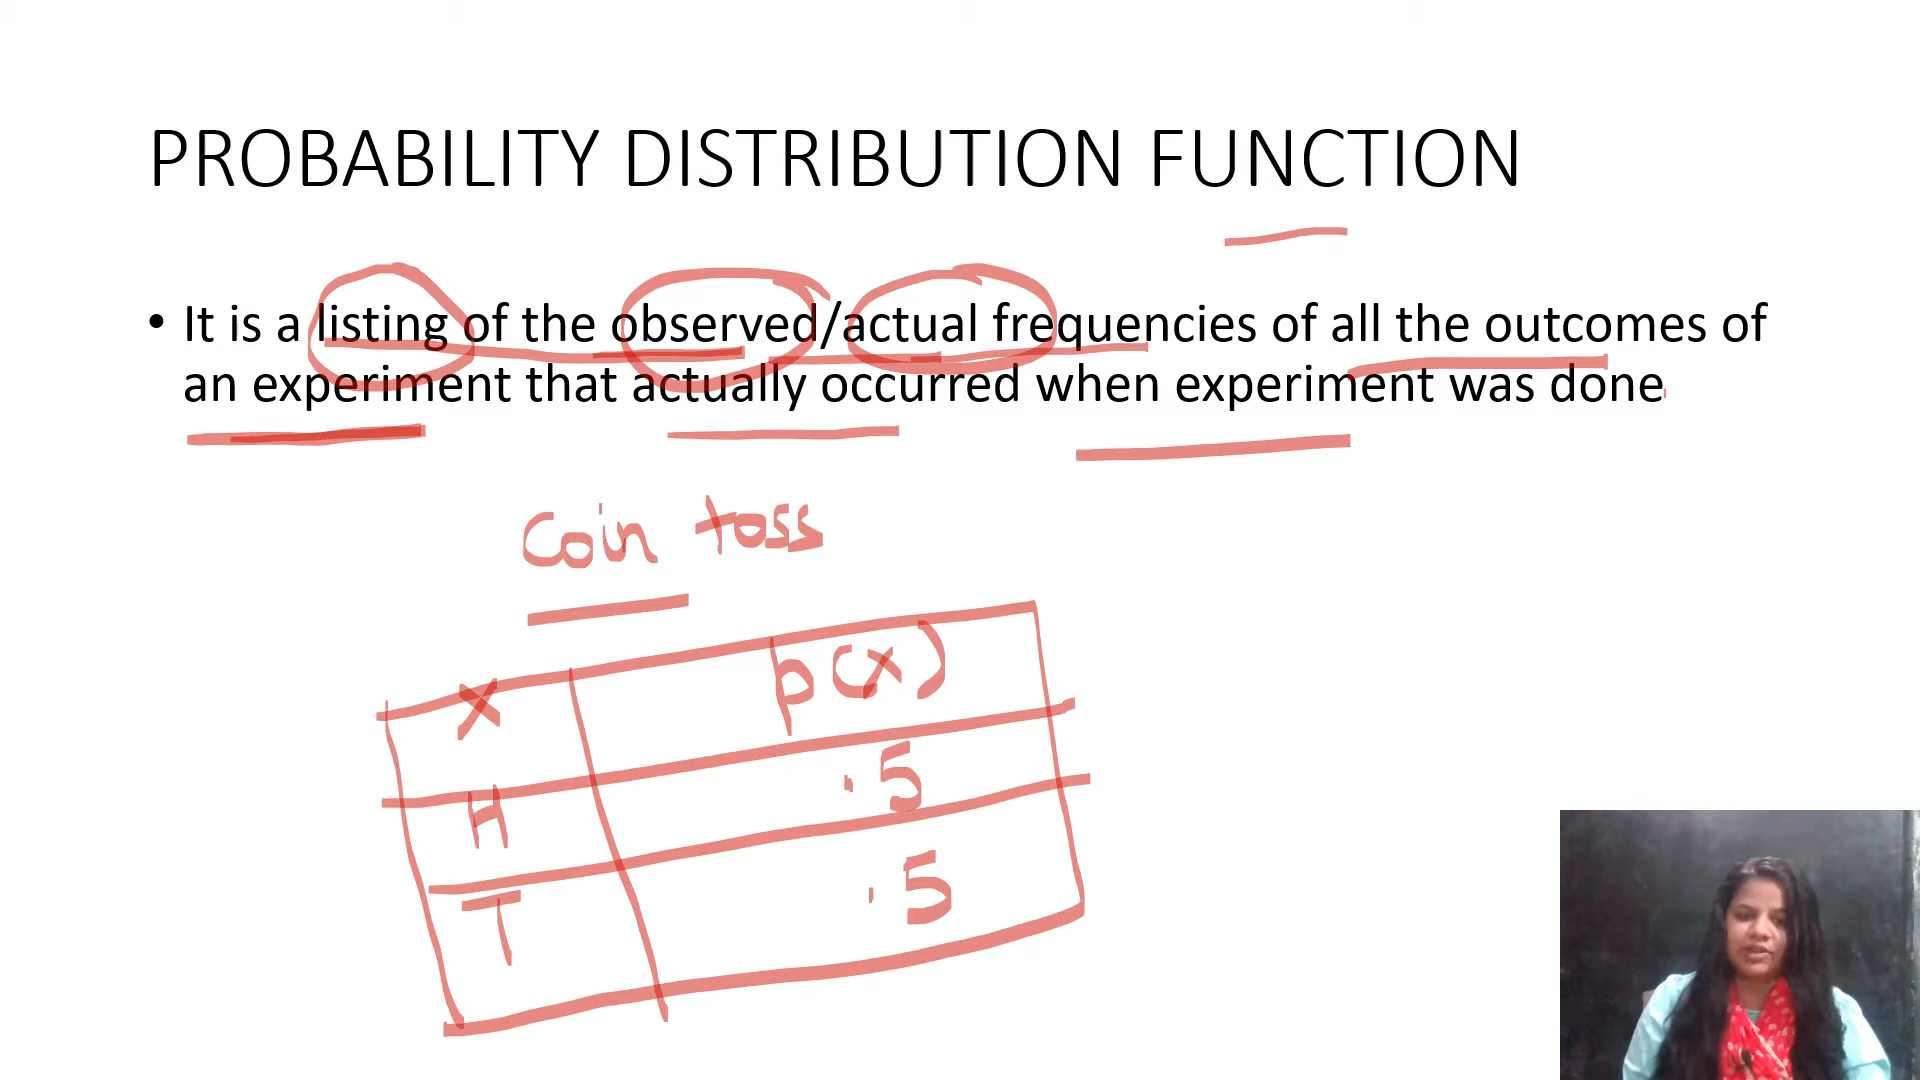 PROBABILITY DISTRIBUTION FUNCTION
• It is a listing of the observed/actual frequencies of all the outcomes of
an experiment that actually occurred when experiment was done
Coin toss
X p(x)
H .5
T .5